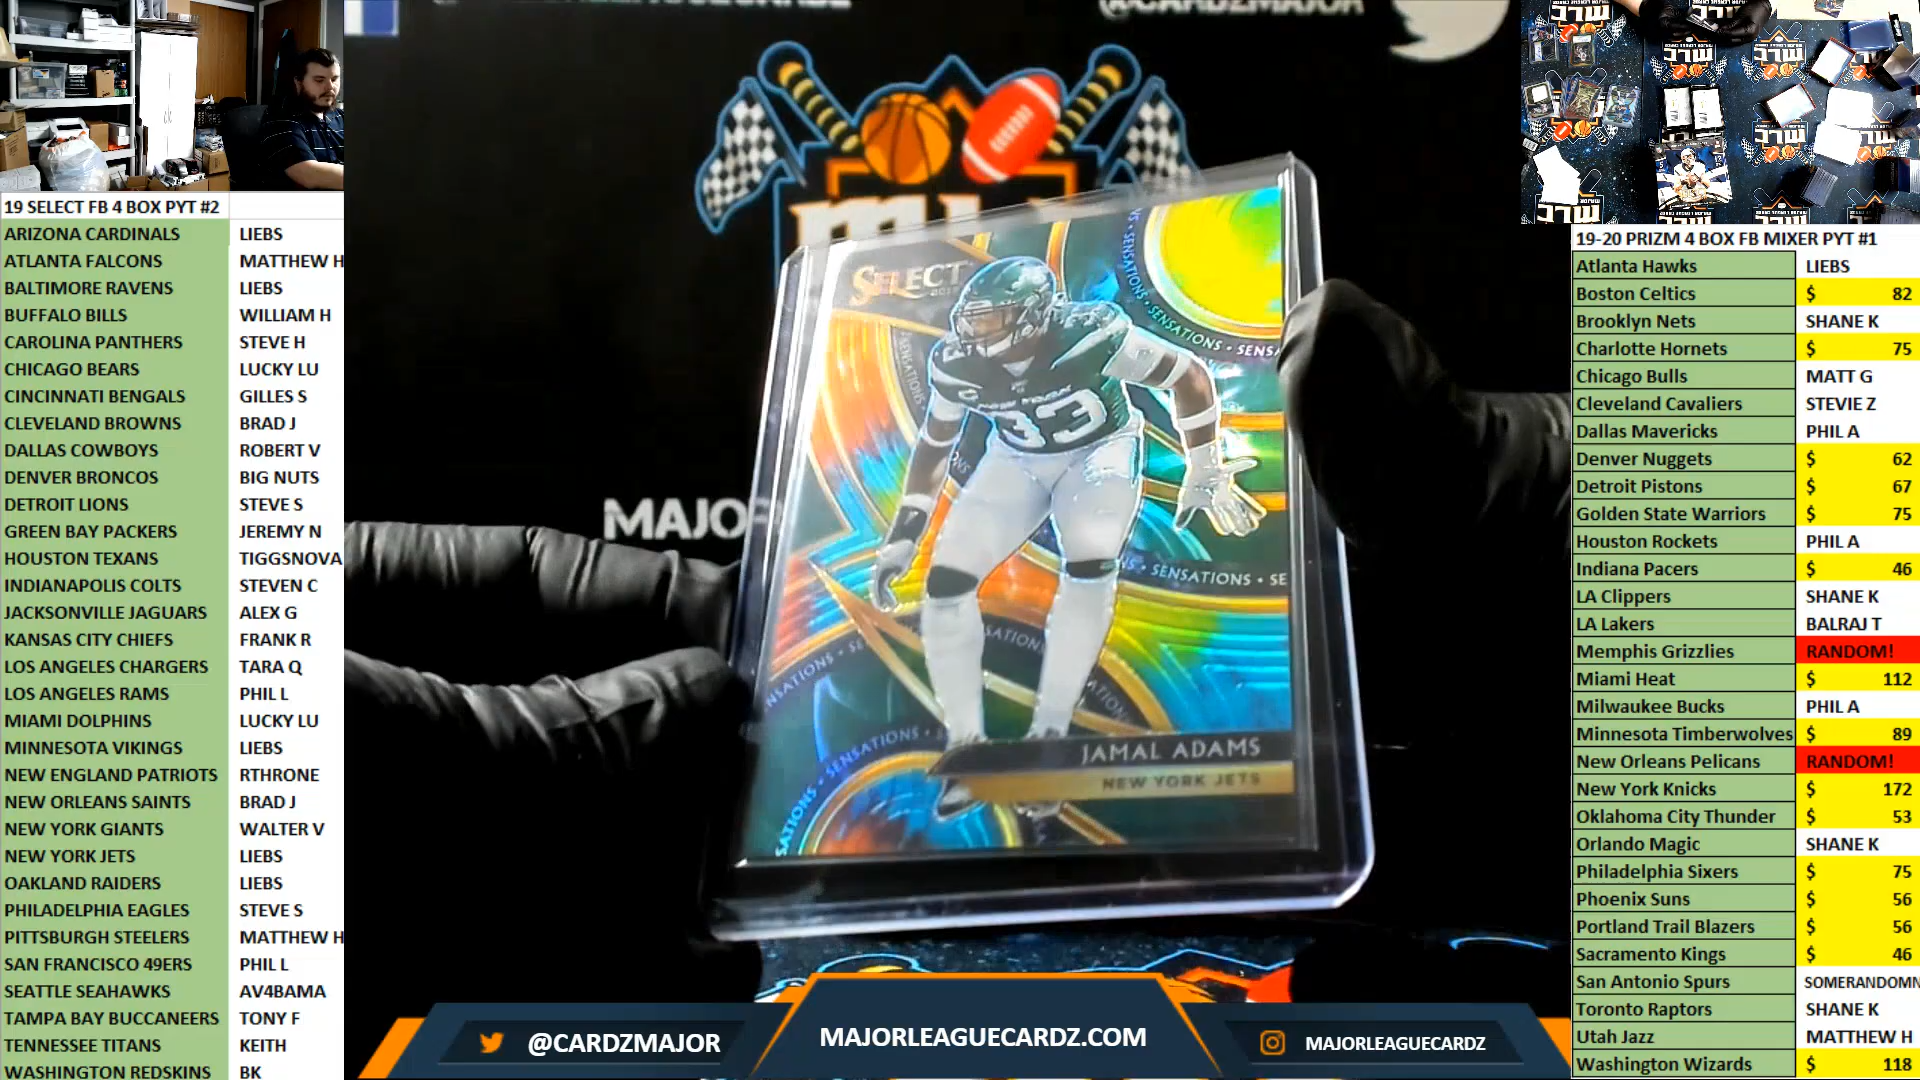 @CARDZMAJOR
19 SELECT FB 4 BOX PYT #2
ARIZONA CARDINALS LIEBS
ATLANTA FALCONS MATTHEW H
BALTIMORE RAVENS LIEBS
BUFFALO BILLS WILLIAM H
CAROLINA PANTHERS STEVE H
CHICAGO BEARS LUCKY LU
CINCINNATI BENGALS GILLES S
CLEVELAND BROWNS BRAD J
DALLAS COWBOYS ROBERT V
DENVER BRONCOS BIG NUTS
DETROIT LIONS STEVE S
GREEN BAY PACKERS JEREMY N
HOUSTON TEXANS TIGGSNOVA
INDIANAPOLIS COLTS STEVEN C
JACKSONVILLE JAGUARS ALEX G
KANSAS CITY CHIEFS FRANK R
LOS ANGELES CHARGERS TARA Q
LOS ANGELES RAMS PHIL L
MIAMI DOLPHINS LUCKY LU
MINNESOTA VIKINGS LIEBS
NEW ENGLAND PATRIOTS RTHRONE
NEW ORLEANS SAINTS BRAD J
NEW YORK GIANTS WALTER V
NEW YORK JETS LIEBS
OAKLAND RAIDERS LIEBS
PHILADELPHIA EAGLES STEVE S
PITTSBURGH STEELERS MATTHEW H
SAN FRANCISCO 49ERS PHIL L
SEATTLE SEAHAWKS AV4BAMA
TAMPA BAY BUCCANEERS TONY F
TENNESSEE TITANS KEITH
WASHINGTON REDSKINS BK
MAJO
SELECT
SENSATIONS • SENS
NEW YORK
33
• SENSATIONS • SE
SENSATIONS •
JAMAL ADAMS
NEW YORK JETS
@CARDZMAJOR
MAJORLEAGUECARDZ.COM
MAJORLEAGUECARDZ
19-20 PRIZM 4 BOX FB MIXER PYT #1
Atlanta Hawks LIEBS
Boston Celtics $ 82
Brooklyn Nets SHANE K
Charlotte Hornets $ 75
Chicago Bulls MATT G
Cleveland Cavaliers STEVIE Z
Dallas Mavericks PHIL A
Denver Nuggets $ 62
Detroit Pistons $ 67
Golden State Warriors $ 75
Houston Rockets PHIL A
Indiana Pacers $ 46
LA Clippers SHANE K
LA Lakers BALRAJ T
Memphis Grizzlies RANDOM!
Miami Heat $ 112
Milwaukee Bucks PHIL A
Minnesota Timberwolves $ 89
New Orleans Pelicans RANDOM!
New York Knicks $ 172
Oklahoma City Thunder $ 53
Orlando Magic SHANE K
Philadelphia Sixers $ 75
Phoenix Suns $ 56
Portland Trail Blazers $ 56
Sacramento Kings $ 46
San Antonio Spurs SOMERANDOMN
Toronto Raptors SHANE K
Utah Jazz MATTHEW H
Washington Wizards $ 118